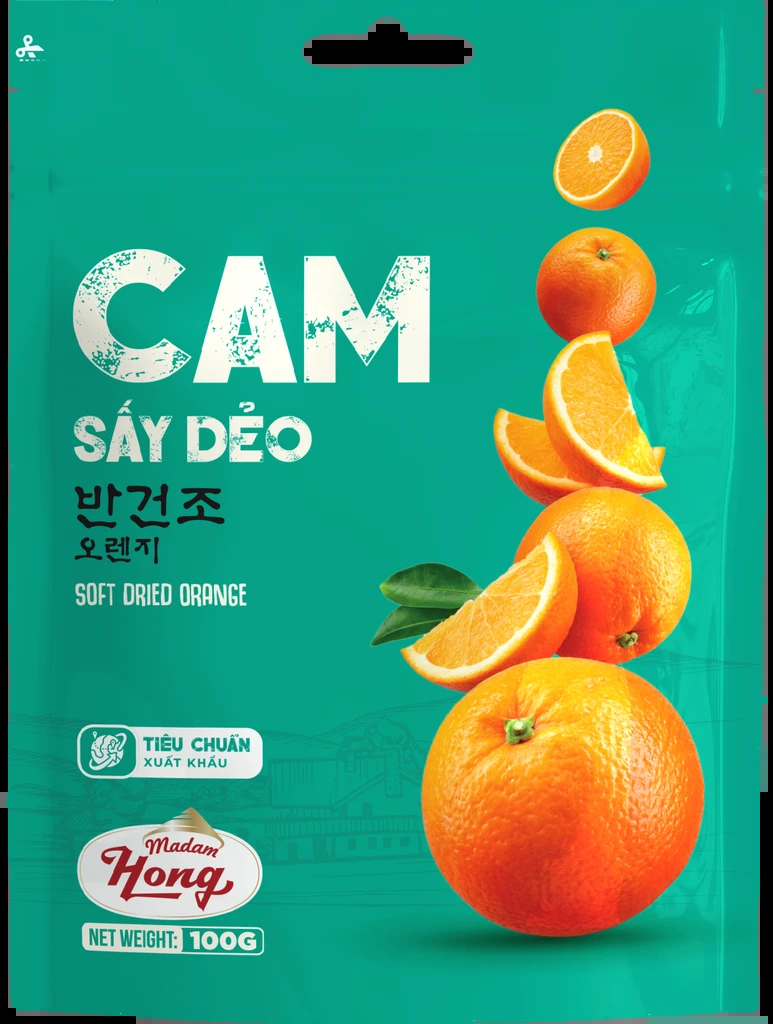 CAM
SẤY DẺO
반건조
오렌지
SOFT DRIED ORANGE
TIÊU CHUẨN
XUẤT KHẨU
Madam
Hong
NET WEIGHT: 100G